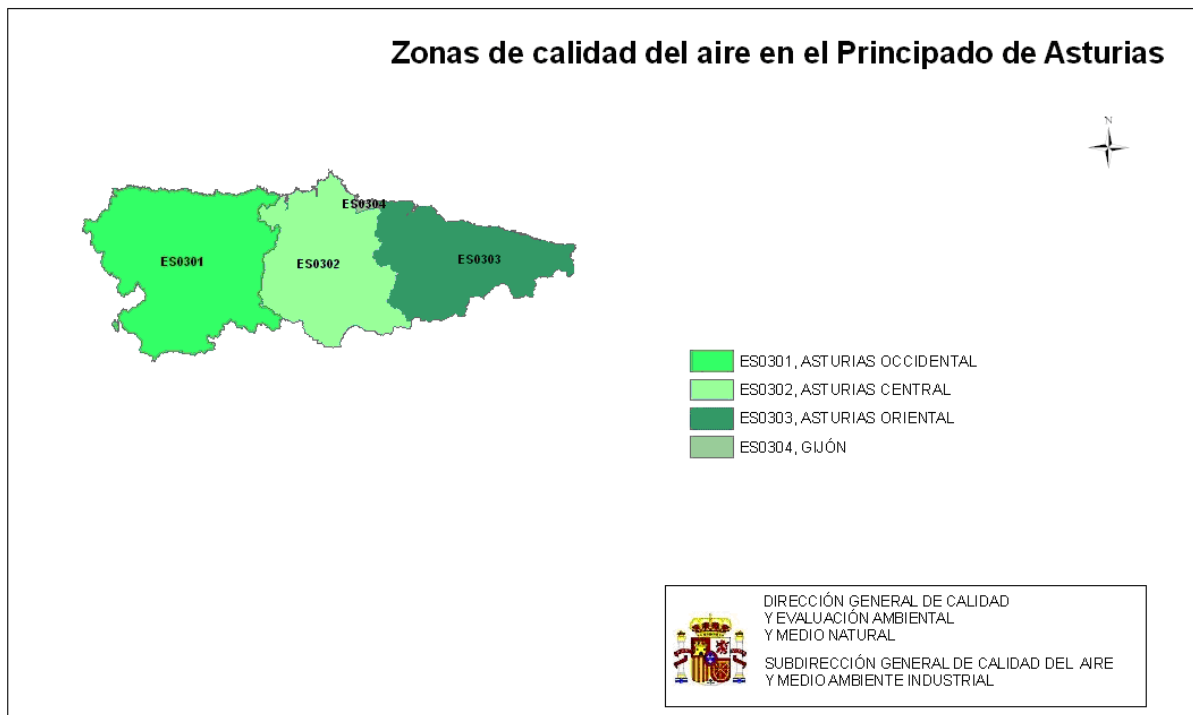 Zonas de calidad del aire en el Principado de Asturias
N
ES0304
ES0301
ES0302
ES0303
ES0301, ASTURIAS OCCIDENTAL
ES0302, ASTURIAS CENTRAL
ES0303, ASTURIAS ORIENTAL
ES0304, GIJÓN
DIRECCIÓN GENERAL DE CALIDAD
Y EVALUACIÓN AMBIENTAL
Y MEDIO NATURAL
SUBDIRECCIÓN GENERAL DE CALIDAD DEL AIRE
Y MEDIO AMBIENTE INDUSTRIAL